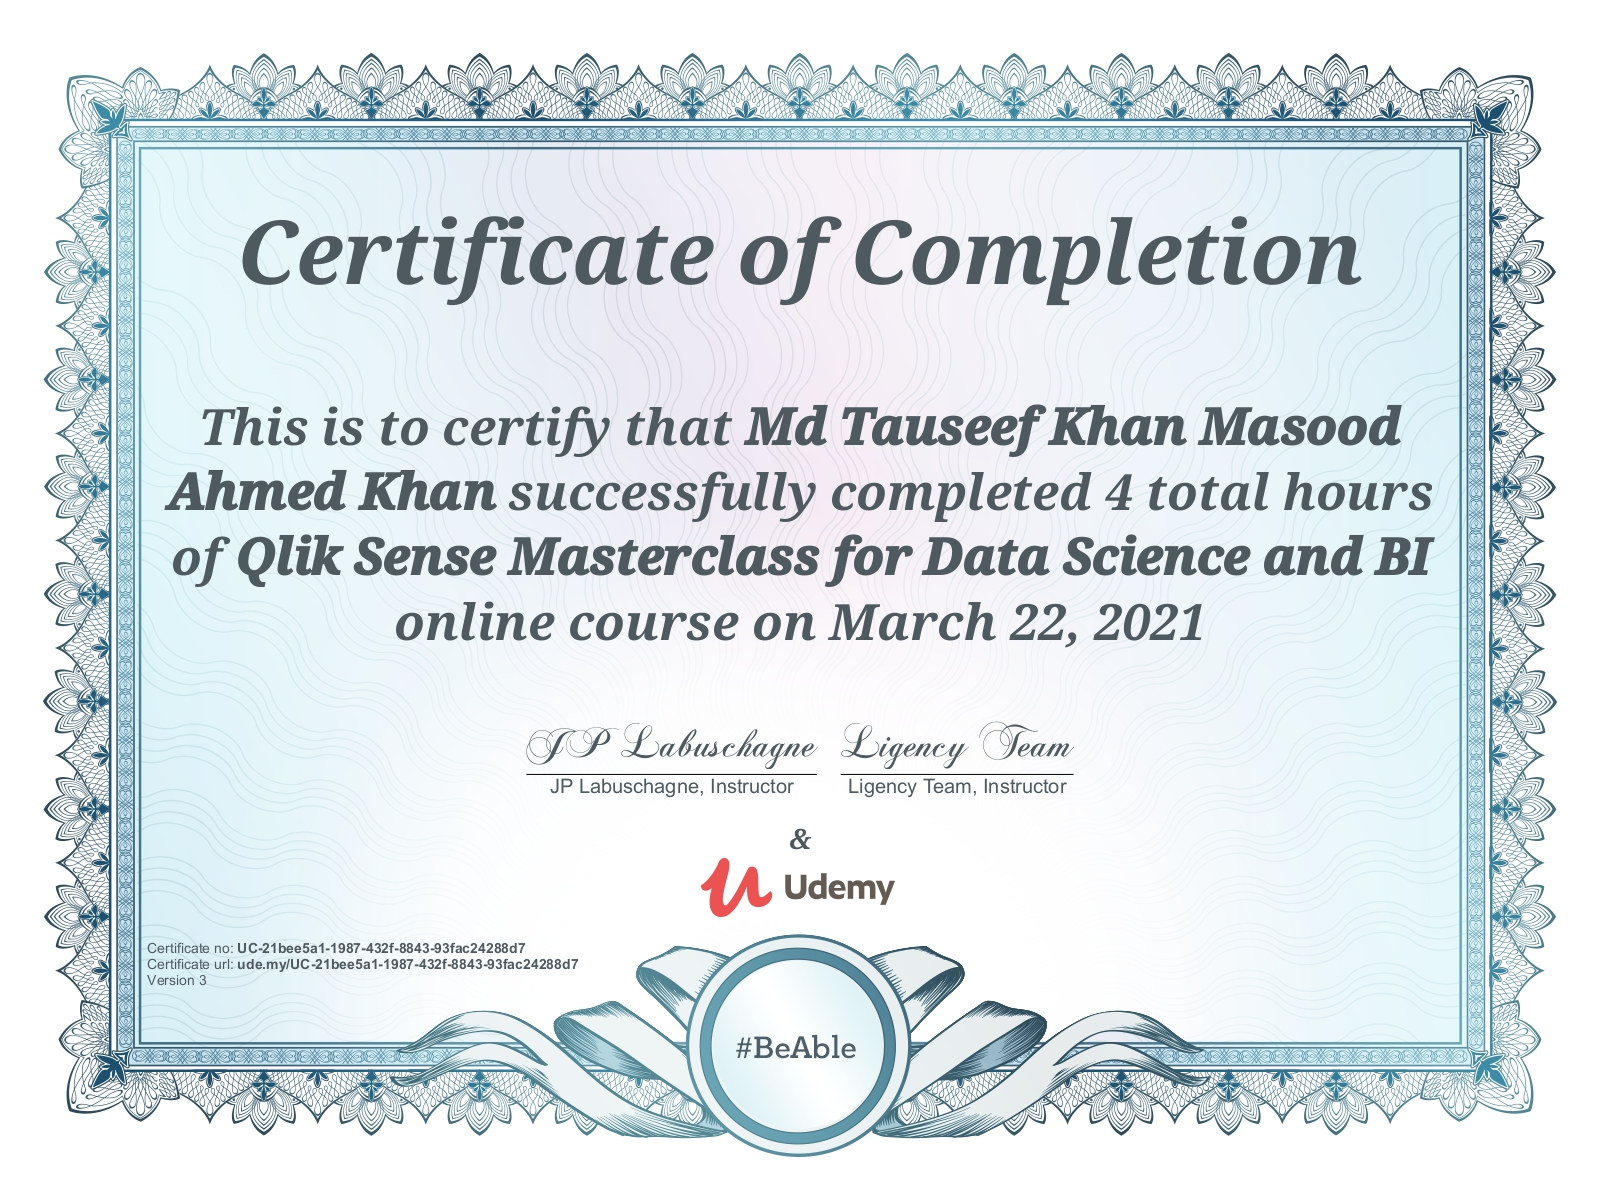 Certificate of Completion
This is to certify that Md Tauseef Khan Masood
Ahmed Khan successfully completed 4 total hours
of Qlik Sense Masterclass for Data Science and BI
online course on March 22, 2021
JP Labuschagne Ligency Team
JP Labuschagne, Instructor Ligency Team, Instructor
&
Udemy
Certificate no: UC-21bee5a1-1987-432f-8843-93fac24288d7
Certificate url: ude.my/UC-21bee5a1-1987-432f-8843-93fac24288d7
Version 3
#BeAble